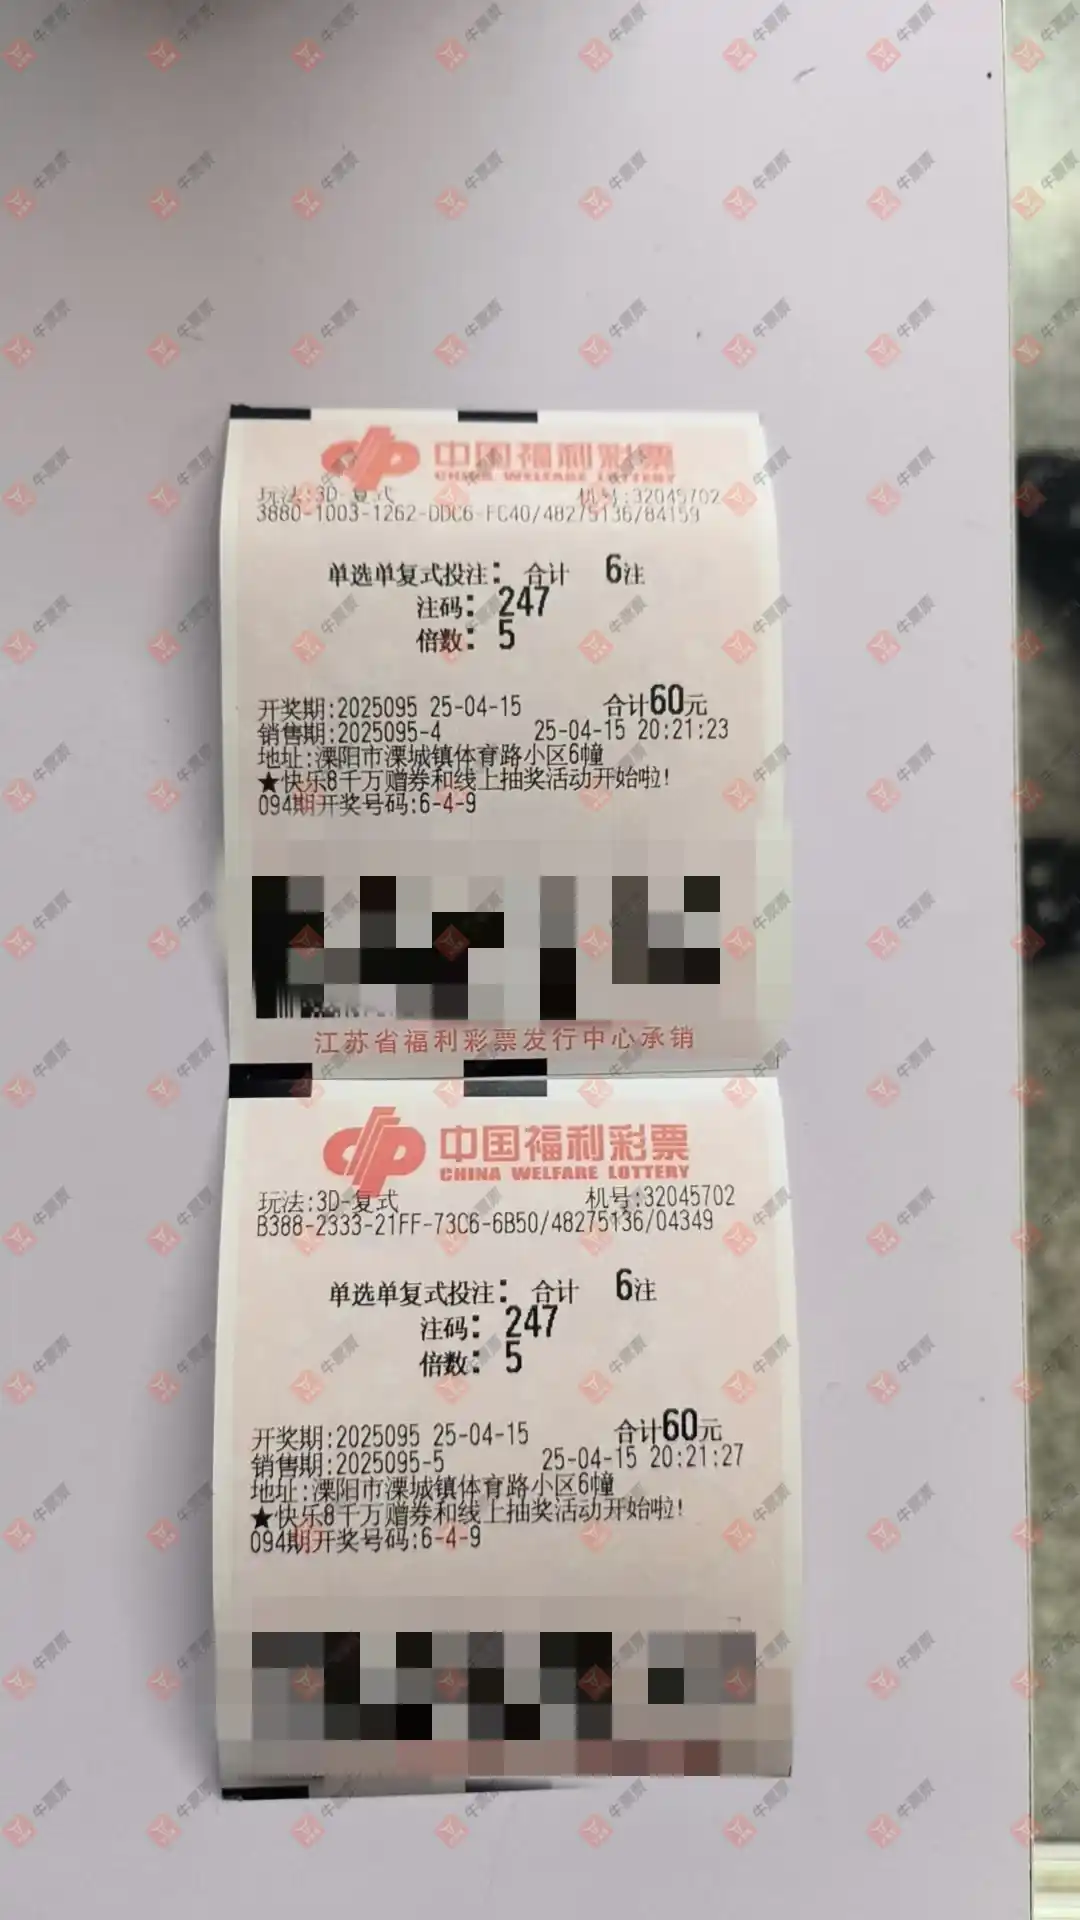 中国福利彩票
CHINA WELFARE LOTTERY
玩法:3D-复式 机号:32045702
3880-1003-1262-DDC6-FC40/48275136/84159
单选单复式投注: 合计 6注
注码: 247
倍数: 5
开奖期:2025095 25-04-15 合计60元
销售期:2025095-4 25-04-15 20:21:23
地址:溧阳市溧城镇体育路小区6幢
★快乐8千万赠券和线上抽奖活动开始啦!
094期开奖号码:6-4-9
江苏省福利彩票发行中心承销
中国福利彩票
CHINA WELFARE LOTTERY
玩法:3D-复式 机号:32045702
B388-2333-21FF-73C6-6B50/48275136/04349
单选单复式投注: 合计 6注
注码: 247
倍数: 5
开奖期:2025095 25-04-15 合计60元
销售期:2025095-5 25-04-15 20:21:27
地址:溧阳市溧城镇体育路小区6幢
★快乐8千万赠券和线上抽奖活动开始啦!
094期开奖号码:6-4-9
牛票票